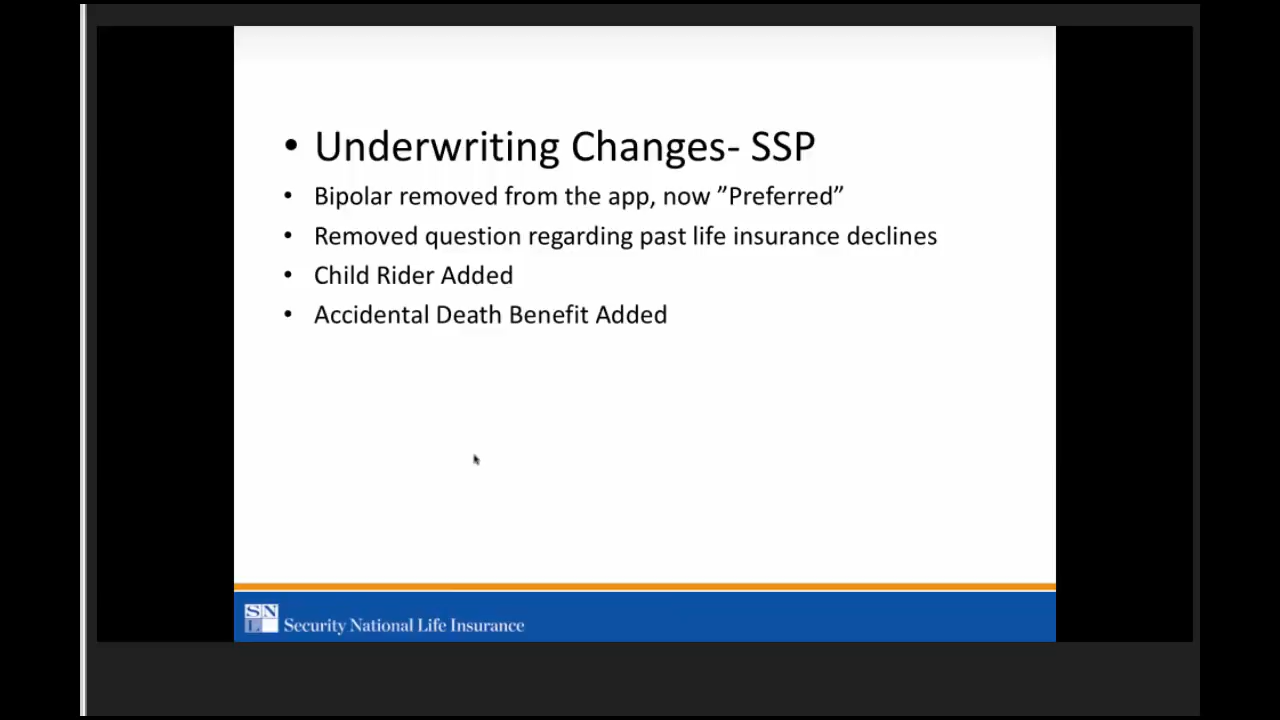 • Underwriting Changes- SSP
• Bipolar removed from the app, now ”Preferred”
• Removed question regarding past life insurance declines
• Child Rider Added
• Accidental Death Benefit Added
SN
L
Security National Life Insurance